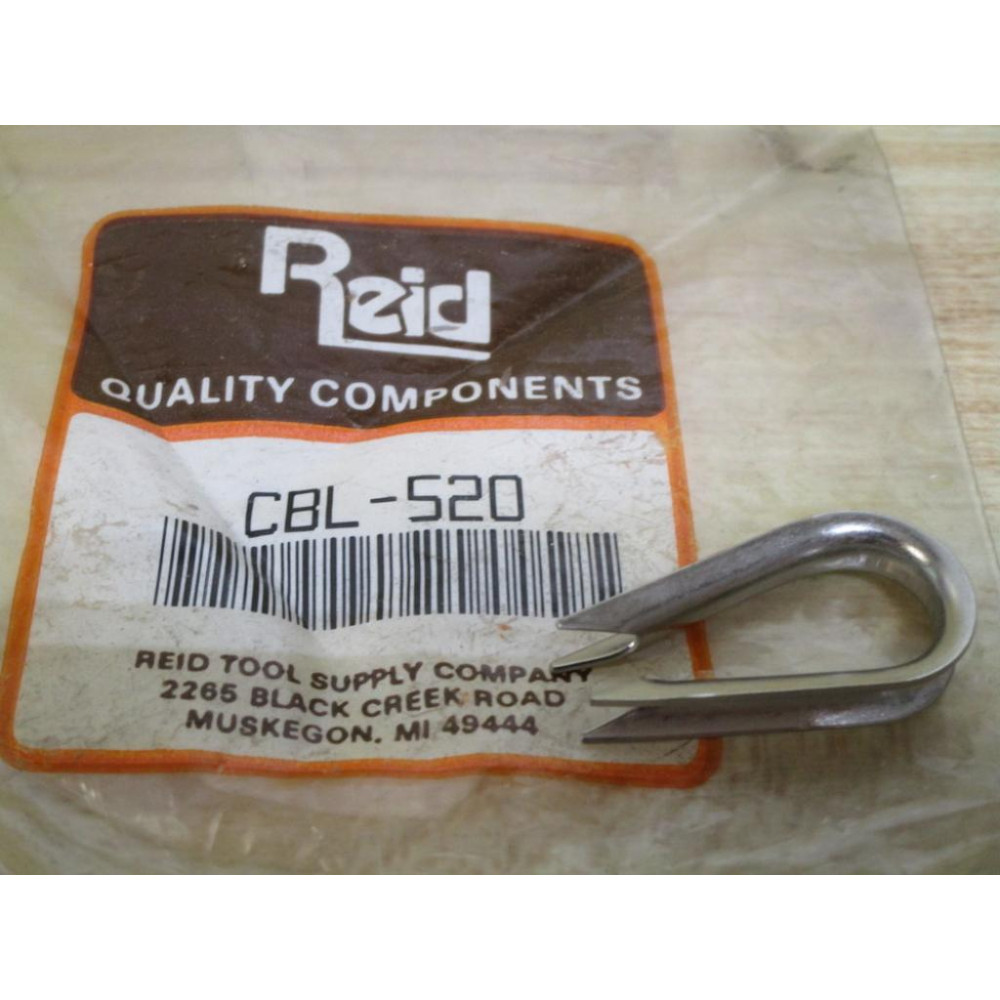 Reid
QUALITY COMPONENTS
CBL-520
REID TOOL SUPPLY COMPANY
2265 BLACK CREEK ROAD
MUSKEGON, MI 49444